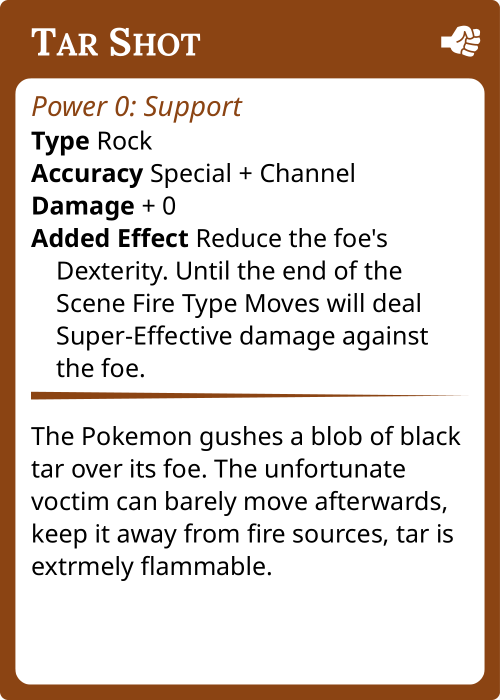 Tar Shot
Power 0: Support
Type Rock
Accuracy Special + Channel
Damage + 0
Added Effect Reduce the foe's
Dexterity. Until the end of the
Scene Fire Type Moves will deal
Super-Effective damage against
the foe.
The Pokemon gushes a blob of black
tar over its foe. The unfortunate
voctim can barely move afterwards,
keep it away from fire sources, tar is
extrmely flammable.